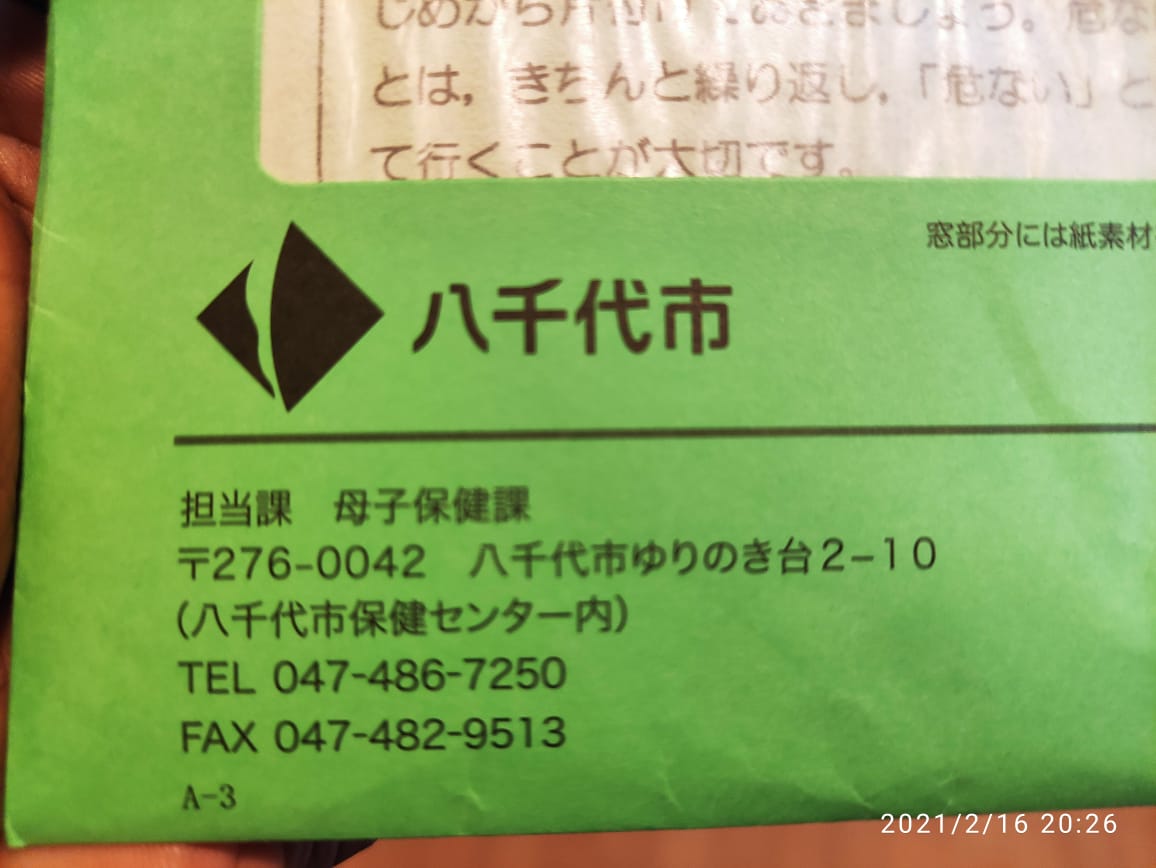 じめから片付けておきましょう。危な
とは，きちんと繰り返し，「危ない」と
て行くことが大切です。
窓部分には紙素材
八千代市
担当課　母子保健課
〒276-0042　八千代市ゆりのき台2-10
(八千代市保健センター内)
TEL 047-486-7250
FAX 047-482-9513
A-3
2021/2/16 20:26